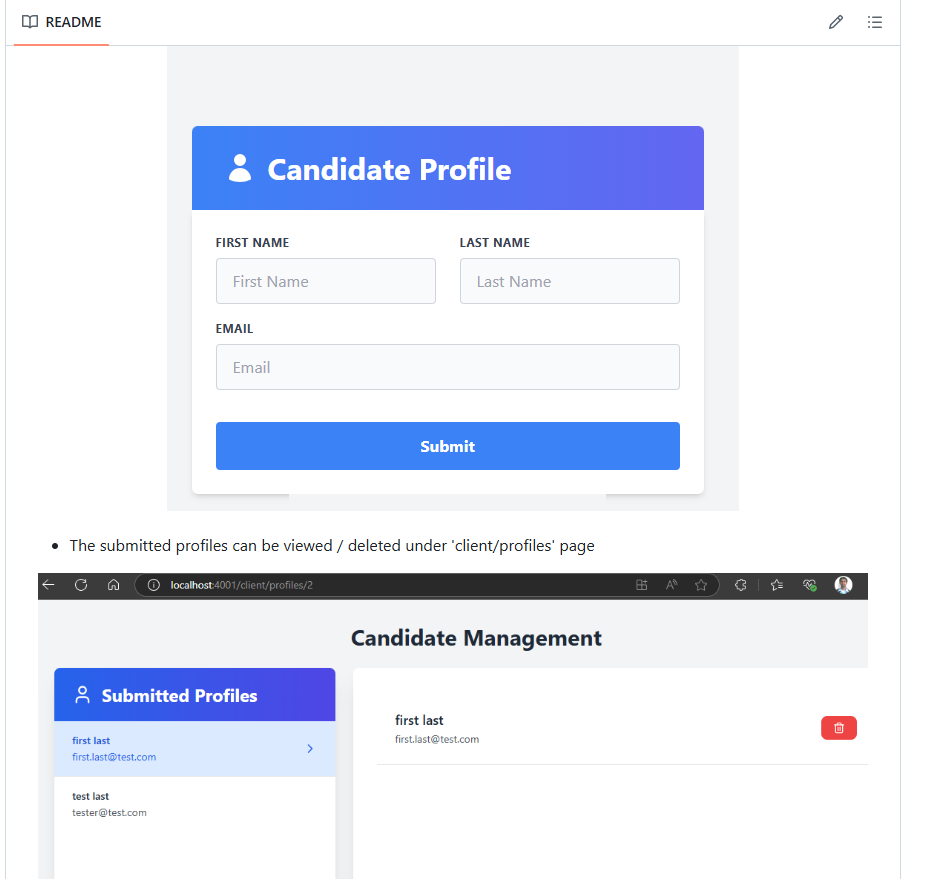 README
Candidate Profile
FIRST NAME LAST NAME
First Name Last Name
EMAIL
Email
Submit
• The submitted profiles can be viewed / deleted under 'client/profiles' page
localhost:4001/client/profiles/2
Candidate Management
Submitted Profiles
first last
first.last@test.com
test last
tester@test.com
first last
first.last@test.com